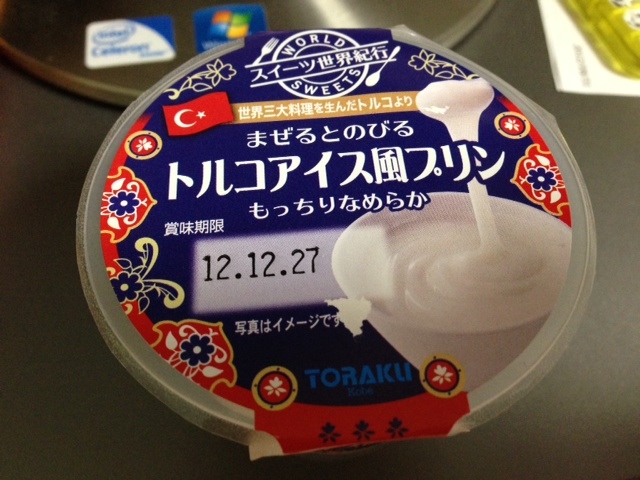 intel
Celeron
Windows
WORLD
スイーツ世界紀行
SWEETS
世界三大料理を生んだトルコより
まぜるとのびる
トルコアイス風プリン
もっちりなめらか
賞味期限
12.12.27
写真はイメージです
TORAKU
Kobe